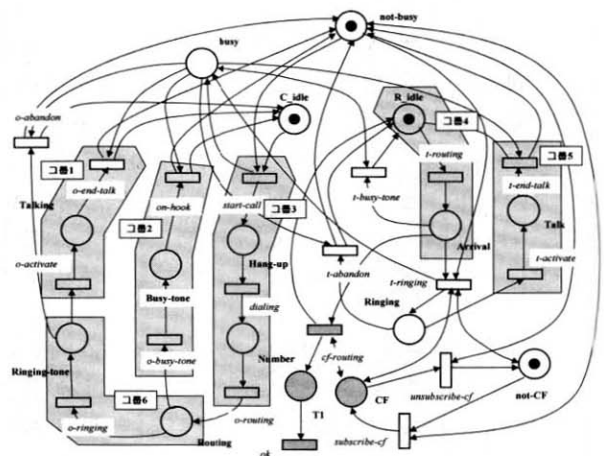 not-busy
busy
C_idle
R_idle
그룹4
o-abandon
t-routing
그룹5
그룹1
o-end-talk
t-end-talk
on-hook
start-call
그룹3
t-busy-tone
Talking
그룹2
Talk
Arrival
t-activate
o-activate
Hang-up
t-abandon
t-ringing
Busy-tone
dialing
Ringing
Number
cf-routing
o-busy-tone
Ringing-tone
not-CF
unsubscribe-cf
그룹6
T1
CF
o-ringing
o-routing
Routing
subscribe-cf
ok